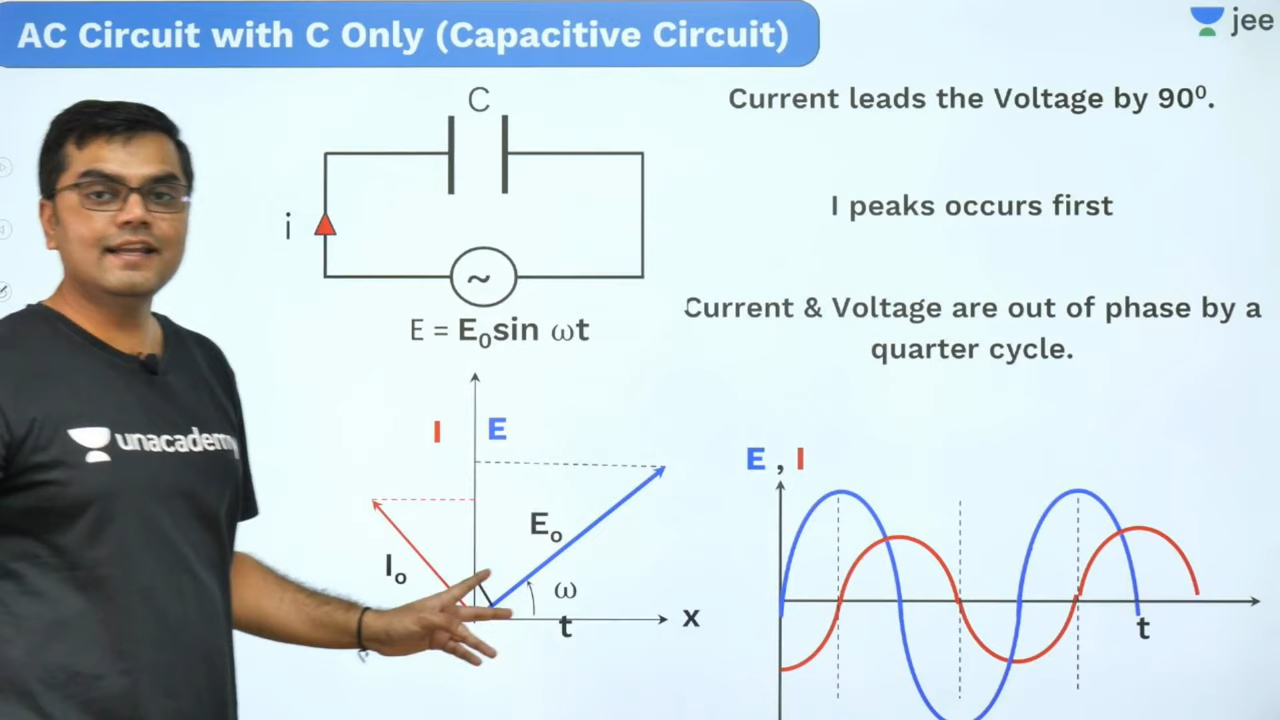 AC Circuit with C Only (Capacitive Circuit)
jee
C
Current leads the Voltage by 90⁰.
i
I peaks occurs first
~
E = E₀sin ωt
Current & Voltage are out of phase by a
quarter cycle.
I E
E , I
unacademy
E₀
I₀
ω
t
x
t